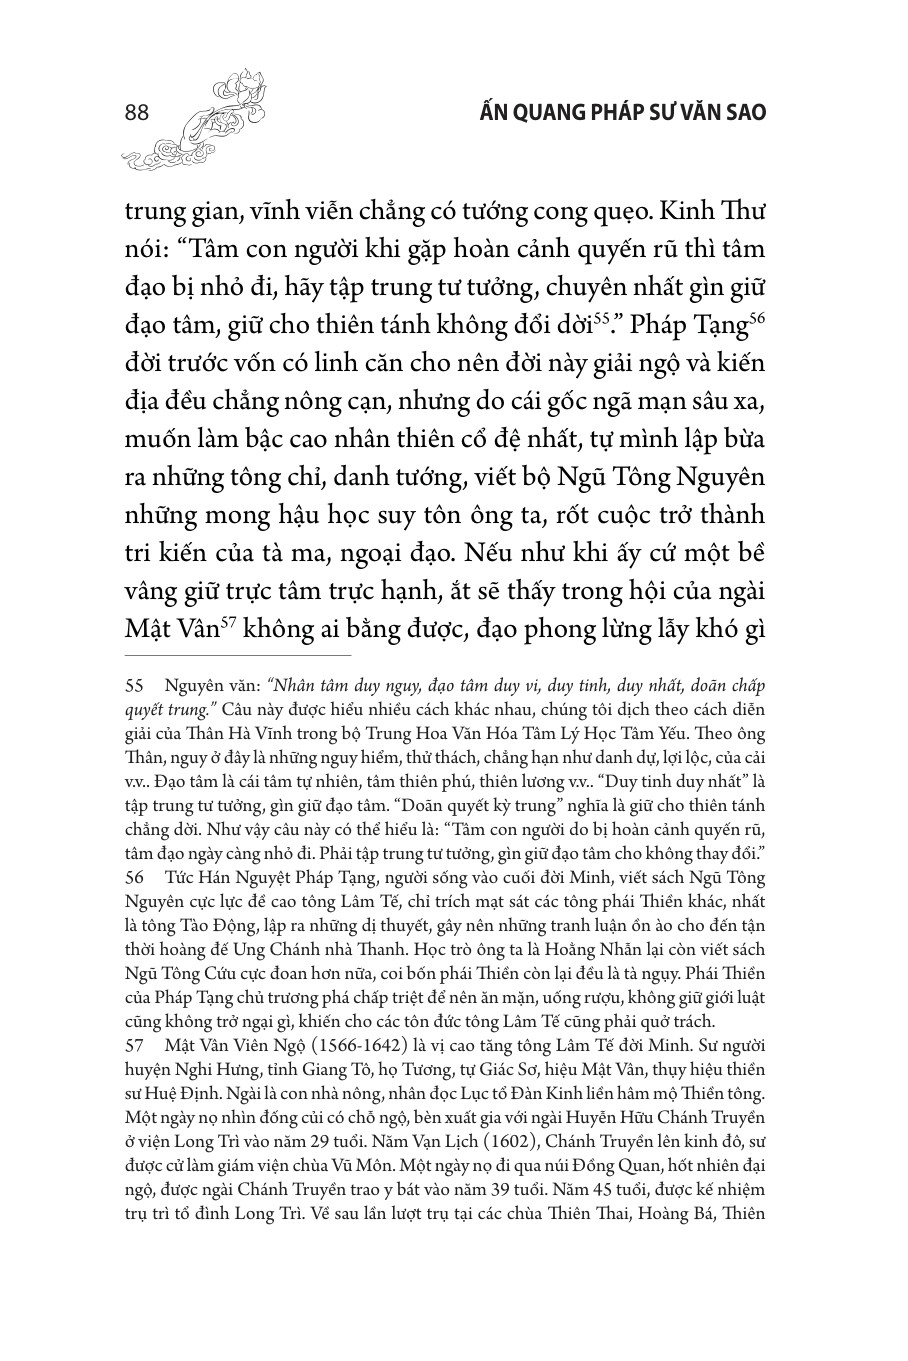 88
ẤN QUANG PHÁP SƯ VĂN SAO
trung gian, vĩnh viễn chẳng có tướng cong quẹo. Kinh Thư
nói: “Tâm con người khi gặp hoàn cảnh quyến rũ thì tâm
đạo bị nhỏ đi, hãy tập trung tư tưởng, chuyên nhất gìn giữ
đạo tâm, giữ cho thiên tánh không đổi dời55.” Pháp Tạng56
đời trước vốn có linh căn cho nên đời này giải ngộ và kiến
địa đều chẳng nông cạn, nhưng do cái gốc ngã mạn sâu xa,
muốn làm bậc cao nhân thiên cổ đệ nhất, tự mình lập bừa
ra những tông chỉ, danh tướng, viết bộ Ngũ Tông Nguyên
những mong hậu học suy tôn ông ta, rốt cuộc trở thành
tri kiến của tà ma, ngoại đạo. Nếu như khi ấy cứ một bề
vâng giữ trực tâm trực hạnh, ắt sẽ thấy trong hội của ngài
Mật Vân57 không ai bằng được, đạo phong lừng lẫy khó gì
55 Nguyên văn: “Nhân tâm duy nguy, đạo tâm duy vi, duy tinh, duy nhất, doãn chấp
quyết trung.” Câu này được hiểu nhiều cách khác nhau, chúng tôi dịch theo cách diễn
giải của Thân Hà Vĩnh trong bộ Trung Hoa Văn Hóa Tâm Lý Học Tâm Yếu. Theo ông
Thân, nguy ở đây là những nguy hiểm, thử thách, chẳng hạn như danh dự, lợi lộc, của cải
v.v.. Đạo tâm là cái tâm tự nhiên, tâm thiên phú, thiên lương v.v.. “Duy tinh duy nhất” là
tập trung tư tưởng, gìn giữ đạo tâm. “Doãn quyết kỳ trung” nghĩa là giữ cho thiên tánh
chẳng dời. Như vậy câu này có thể hiểu là: “Tâm con người do bị hoàn cảnh quyến rũ,
tâm đạo ngày càng nhỏ đi. Phải tập trung tư tưởng, gìn giữ đạo tâm cho không thay đổi.”
56 Tức Hán Nguyệt Pháp Tạng, người sống vào cuối đời Minh, viết sách Ngũ Tông
Nguyên cực lực đề cao tông Lâm Tế, chỉ trích mạt sát các tông phái Thiền khác, nhất
là tông Tào Động, lập ra những dị thuyết, gây nên những tranh luận ồn ào cho đến tận
thời hoàng đế Ung Chánh nhà Thanh. Học trò ông ta là Hoằng Nhẫn lại còn viết sách
Ngũ Tông Cứu cực đoan hơn nữa, coi bốn phái Thiền còn lại đều là tà ngụy. Phái Thiền
của Pháp Tạng chủ trương phá chấp triệt để nên ăn mặn, uống rượu, không giữ giới luật
cũng không trở ngại gì, khiến cho các tôn đức tông Lâm Tế cũng phải quở trách.
57 Mật Vân Viên Ngộ (1566-1642) là vị cao tăng tông Lâm Tế đời Minh. Sư người
huyện Nghi Hưng, tỉnh Giang Tô, họ Tương, tự Giác Sơ, hiệu Mật Vân, thụy hiệu thiền
sư Huệ Định. Ngài là con nhà nông, nhân đọc Lục tổ Đàn Kinh liền hâm mộ Thiền tông.
Một ngày nọ nhìn đống củi có chỗ ngộ, bèn xuất gia với ngài Huyễn Hữu Chánh Truyền
ở viện Long Trì vào năm 29 tuổi. Năm Vạn Lịch (1602), Chánh Truyền lên kinh đô, sư
được cử làm giám viện chùa Vũ Môn. Một ngày nọ đi qua núi Đồng Quan, hốt nhiên đại
ngộ, được ngài Chánh Truyền trao y bát vào năm 39 tuổi. Năm 45 tuổi, được kế nhiệm
trụ trì tổ đình Long Trì. Về sau lần lượt trụ tại các chùa Thiên Thai, Hoàng Bá, Thiên